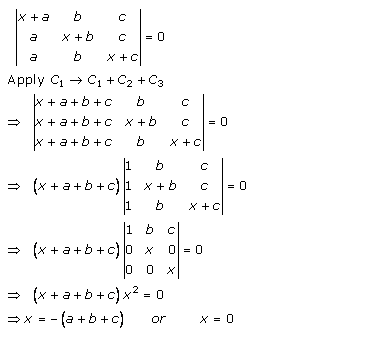 |x + a b c|
|a x + b c| = 0
|a b x + c|
Apply C₁ → C₁ + C₂ + C₃
|x + a + b + c b c|
⇒ |x + a + b + c x + b c| = 0
|x + a + b + c b x + c|
|1 b c|
⇒ (x + a + b + c) |1 x + b c| = 0
|1 b x + c|
|1 b c|
⇒ (x + a + b + c) |0 x 0| = 0
|0 0 x|
⇒ (x + a + b + c) x² = 0
⇒ x = −(a + b + c) or x = 0